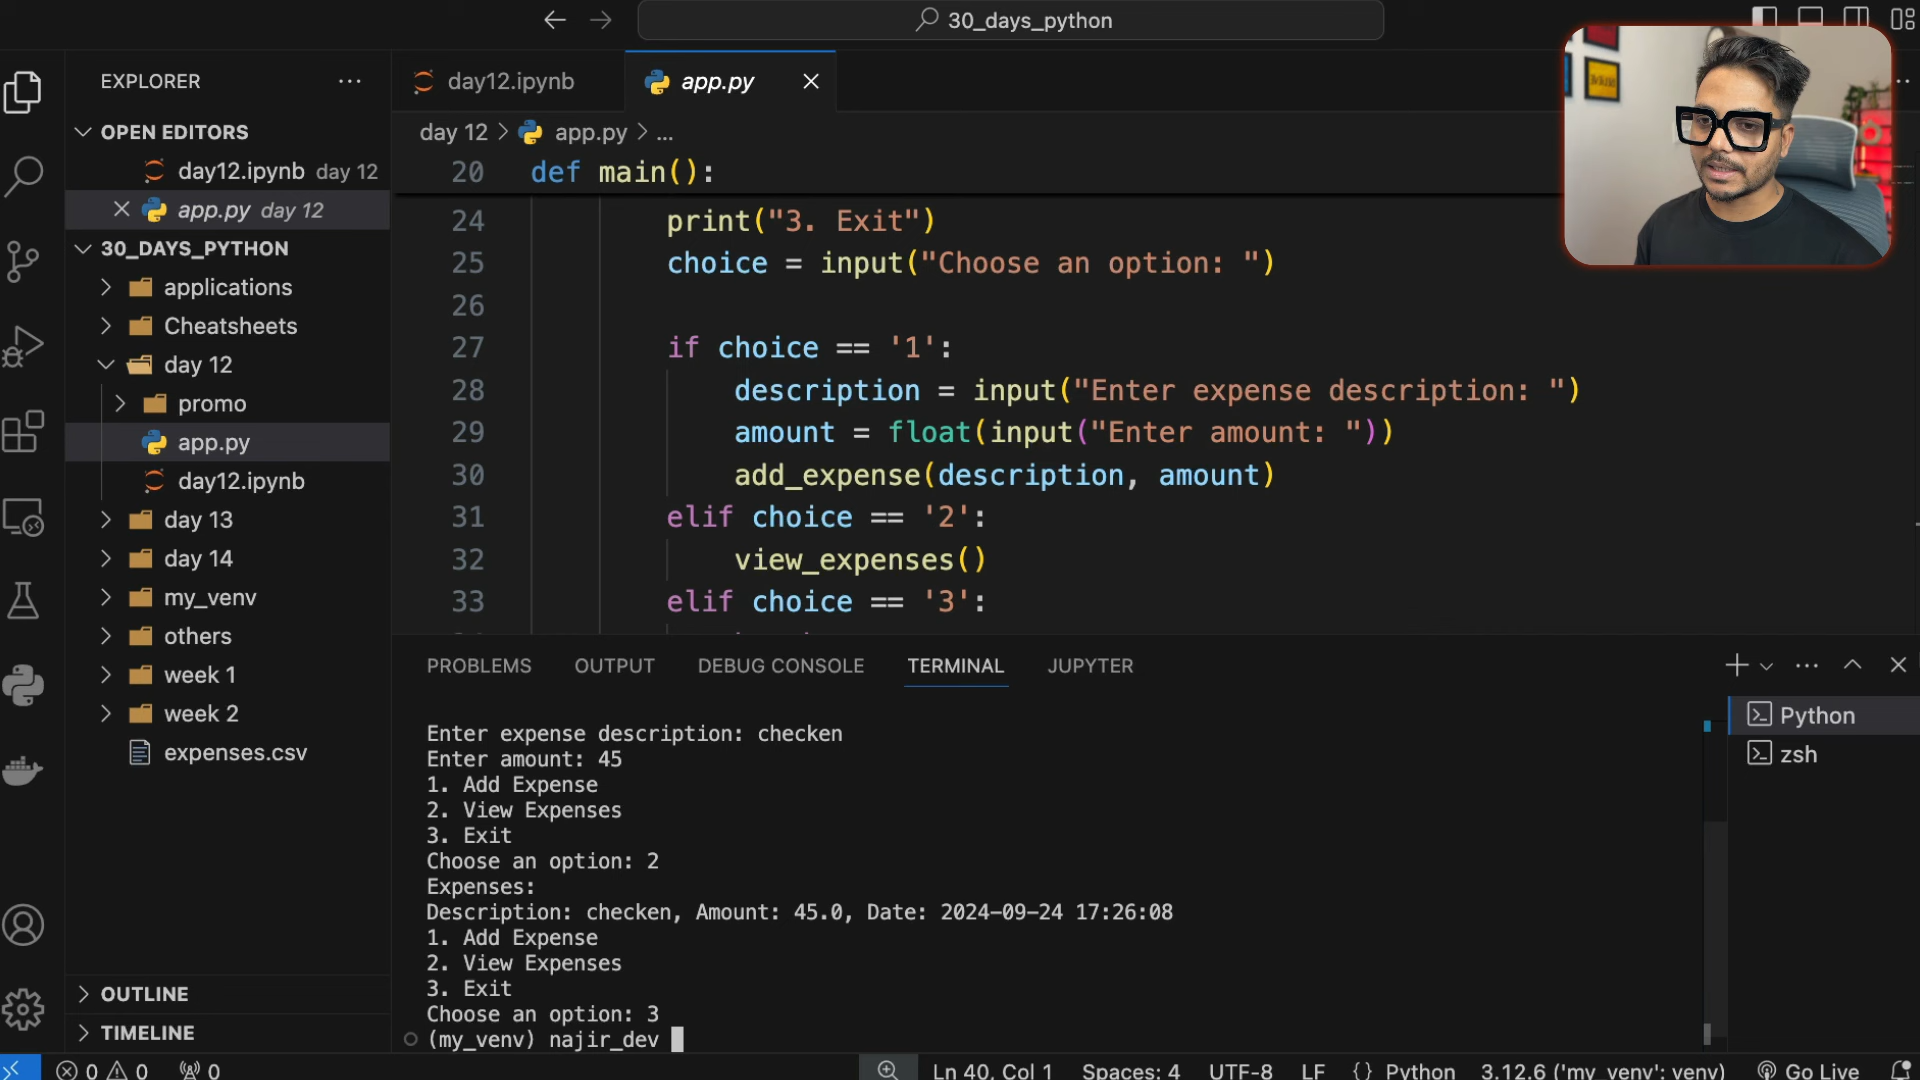 30_days_python
EXPLORER
OPEN EDITORS
day12.ipynb day 12
app.py day 12
30_DAYS_PYTHON
applications
Cheatsheets
day 12
promo
app.py
day12.ipynb
day 13
day 14
my_venv
others
week 1
week 2
expenses.csv
OUTLINE
TIMELINE
day12.ipynb
app.py
day 12 > app.py > ...
20 def main():
24 print("3. Exit")
25 choice = input("Choose an option: ")
26
27 if choice == '1':
28 description = input("Enter expense description: ")
29 amount = float(input("Enter amount: "))
30 add_expense(description, amount)
31 elif choice == '2':
32 view_expenses()
33 elif choice == '3':
PROBLEMS OUTPUT DEBUG CONSOLE TERMINAL JUPYTER
Enter expense description: checken
Enter amount: 45
1. Add Expense
2. View Expenses
3. Exit
Choose an option: 2
Expenses:
Description: checken, Amount: 45.0, Date: 2024-09-24 17:26:08
1. Add Expense
2. View Expenses
3. Exit
Choose an option: 3
(my_venv) najir_dev
Python
zsh
0 0 0
Ln 40, Col 1 Spaces: 4 UTF-8 LF {} Python 3.12.6 ('my_venv': venv) Go Live